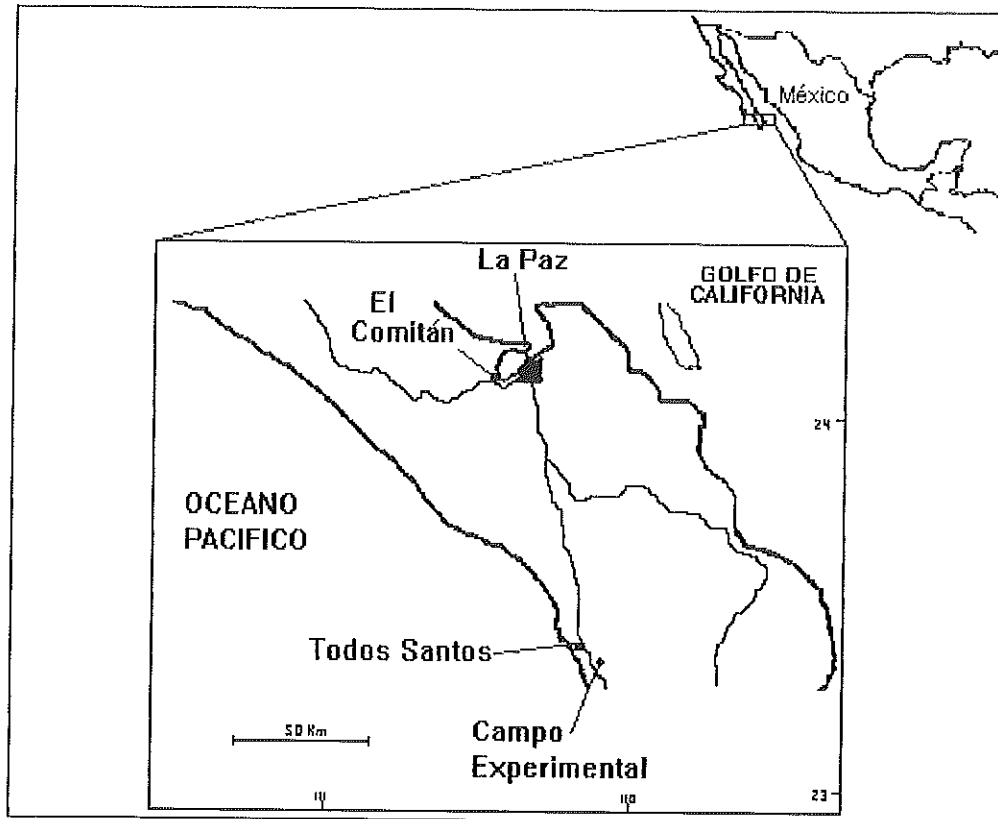 México
La Paz
GOLFO DE
CALIFORNIA
El
Comitán
24
OCEANO
PACIFICO
Todos Santos
50 Km
Campo
Experimental
111
110
23